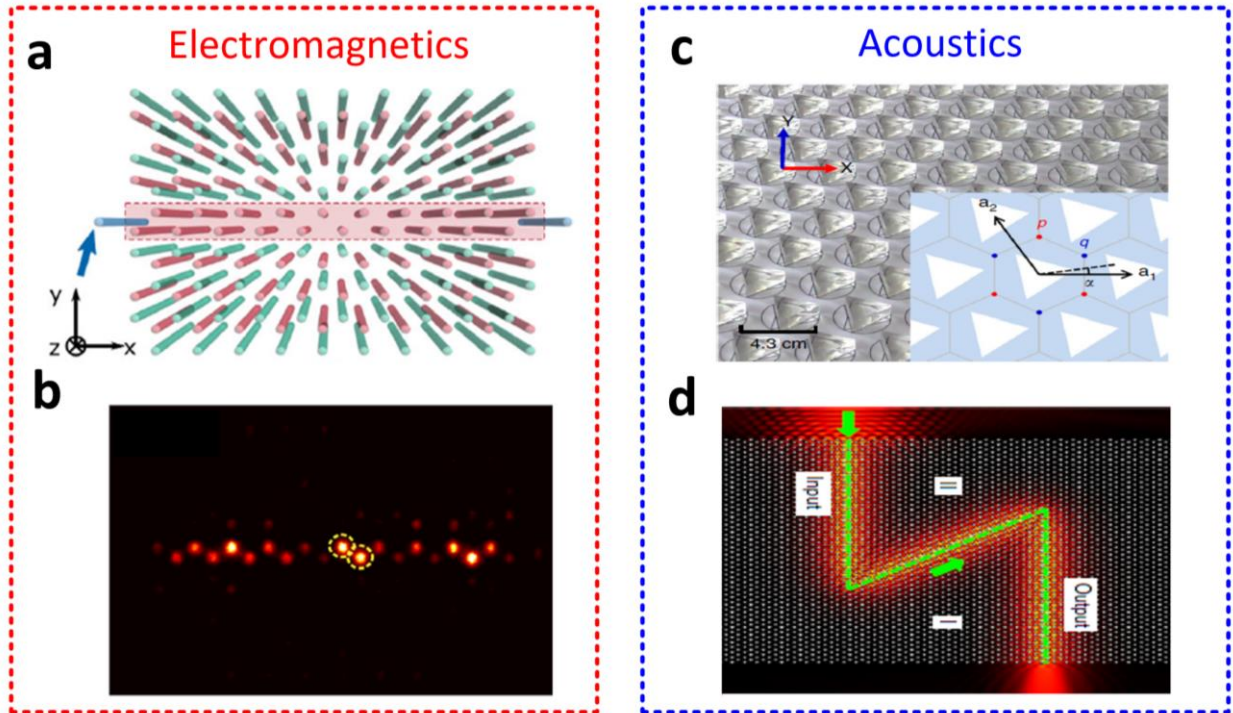 Electromagnetics
a
y
z
x
b
Acoustics
c
Y
X
4.3 cm
a2
p
q
a1
α
d
Input
II
I
Output